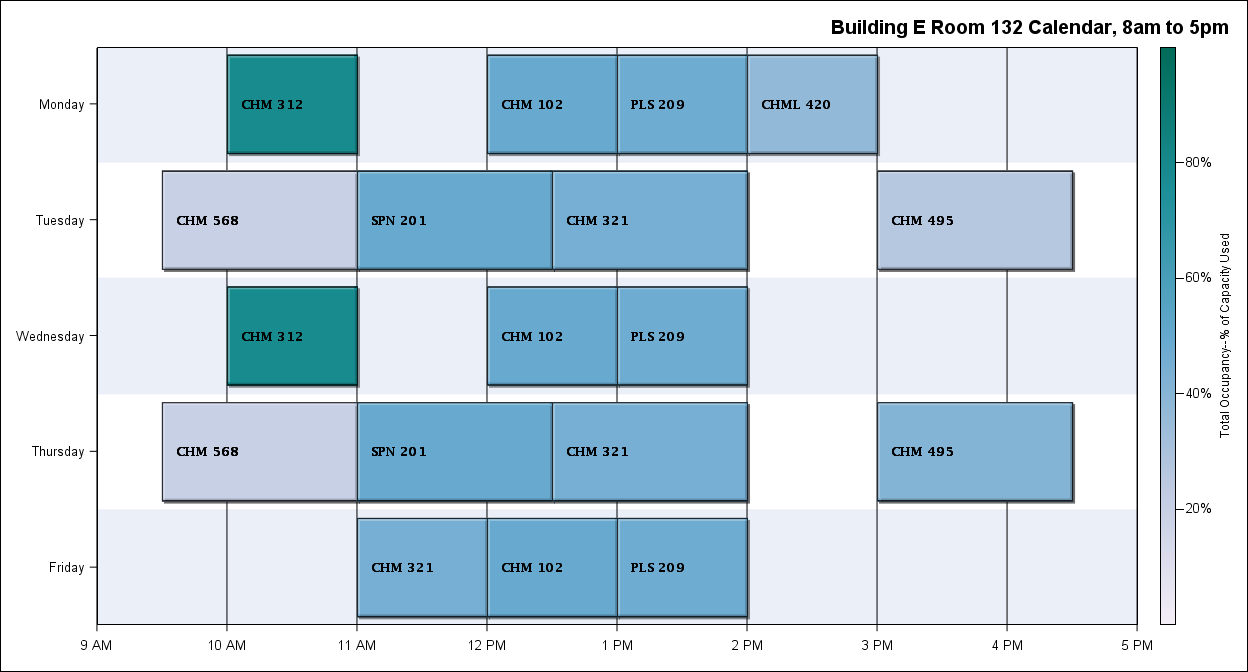 Building E Room 132 Calendar, 8am to 5pm
Monday
CHM 312
CHM 102
PLS 209
CHML 420
Tuesday
CHM 568
SPN 201
CHM 321
CHM 495
Wednesday
CHM 312
CHM 102
PLS 209
Thursday
CHM 568
SPN 201
CHM 321
CHM 495
Friday
CHM 321
CHM 102
PLS 209
9 AM
10 AM
11 AM
12 PM
1 PM
2 PM
3 PM
4 PM
5 PM
80%
60%
40%
20%
Total Occupancy--% of Capacity Used